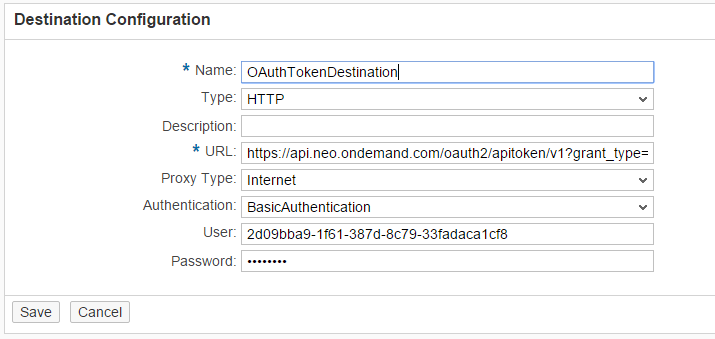 Destination Configuration
* Name: OAuthTokenDestination
Type: HTTP
Description:
* URL: https://api.neo.ondemand.com/oauth2/apitoken/v1?grant_type=
Proxy Type: Internet
Authentication: BasicAuthentication
User: 2d09bba9-1f61-387d-8c79-33fadaca1cf8
Password: ••••••••
Save Cancel